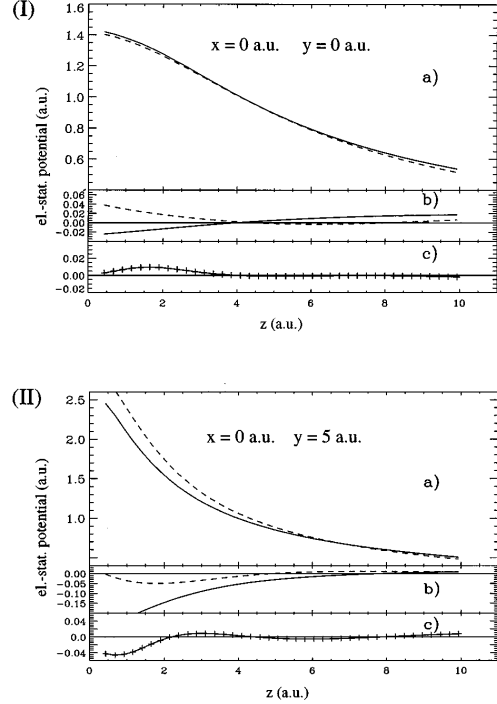 (I)
1.6
1.4
1.2
1.0
0.8
0.6
x = 0 a.u. y = 0 a.u.
a)
0.06
0.04
0.02
0.00
-0.02
b)
0.02
0.00
-0.02
c)
0 2 4 6 8 10
z (a.u.)
el.-stat. potential (a.u.)
(II)
2.5
2.0
1.5
1.0
x = 0 a.u. y = 5 a.u.
a)
0.00
-0.05
-0.10
-0.15
b)
0.04
0.0
-0.04
c)
0 2 4 6 8 10
z (a.u.)
el.-stat. potential (a.u.)